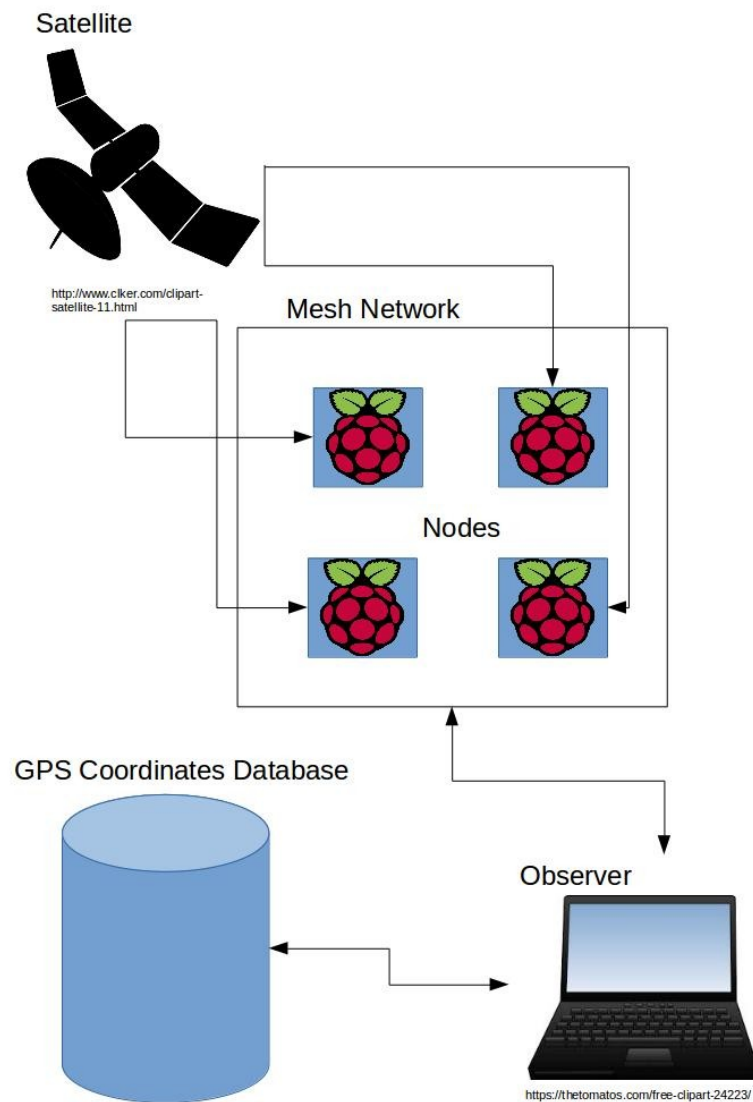 Satellite
http://www.clker.com/clipart-
satellite-11.html
Mesh Network
Nodes
GPS Coordinates Database
Observer
https://thetomatos.com/free-clipart-24223/